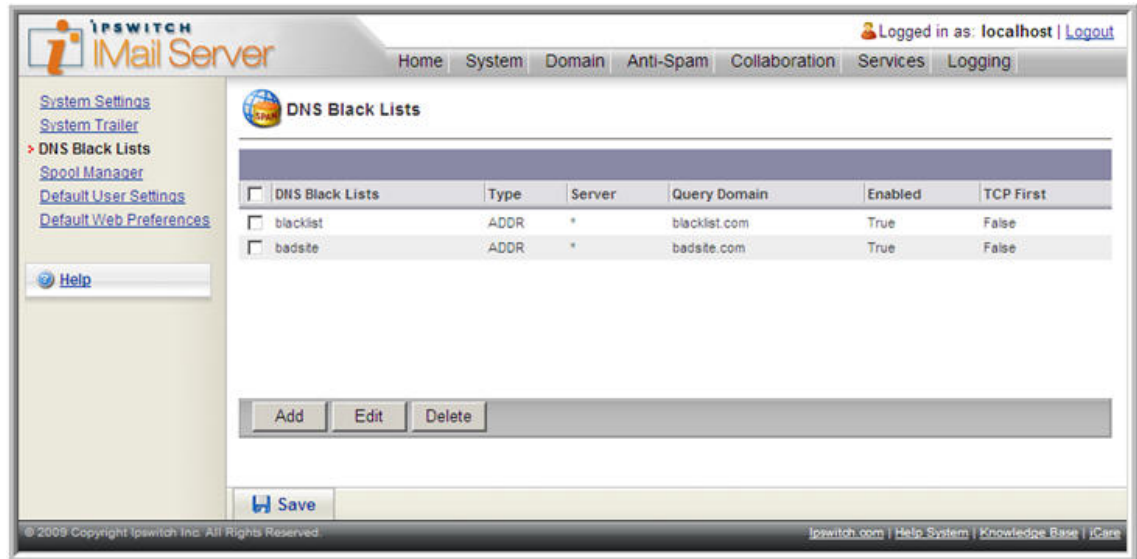 IPSWITCH
IMail Server
Logged in as: localhost | Logout
Home System Domain Anti-Spam Collaboration Services Logging
System Settings
System Trailer
DNS Black Lists
Spool Manager
Default User Settings
Default Web Preferences
Help
SPAM
DNS Black Lists
DNS Black Lists Type Server Query Domain Enabled TCP First
blacklist ADDR * blacklist.com True False
badsite ADDR * badsite.com True False
Add Edit Delete
Save
© 2009 Copyright Ipswitch Inc. All Rights Reserved.
Ipswitch.com | Help System | Knowledge Base | iCare